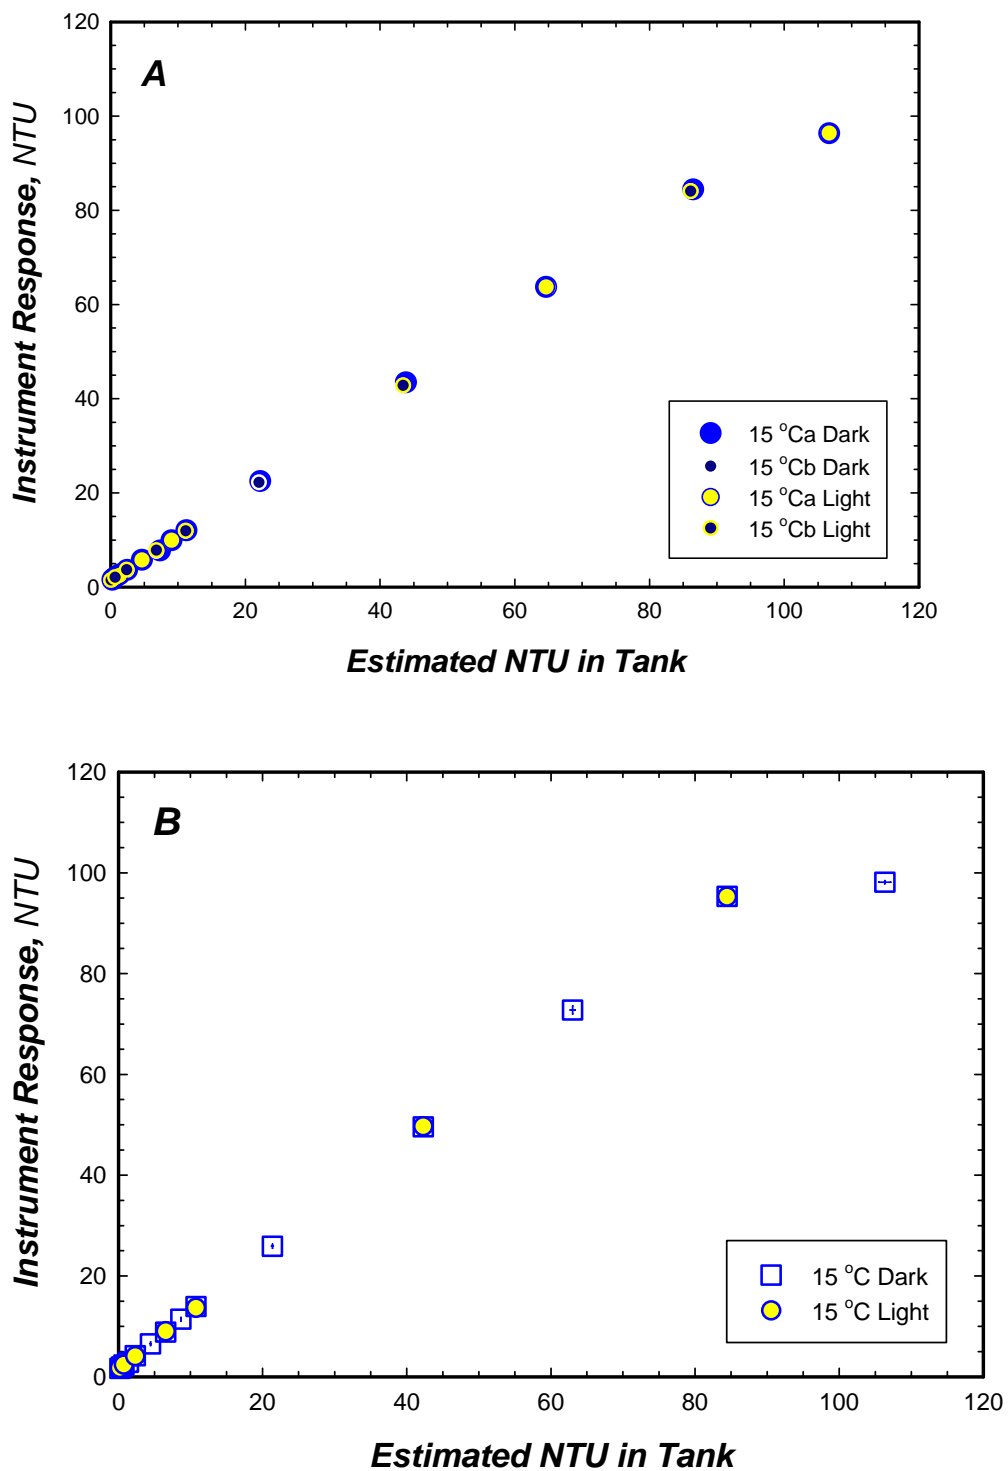 120
A
100
80
60
40
20
0
Instrument Response, NTU
15 °Ca Dark
15 °Cb Dark
15 °Ca Light
15 °Cb Light
0 20 40 60 80 100 120
Estimated NTU in Tank
120
B
100
80
60
40
20
0
Instrument Response, NTU
15 °C Dark
15 °C Light
0 20 40 60 80 100 120
Estimated NTU in Tank